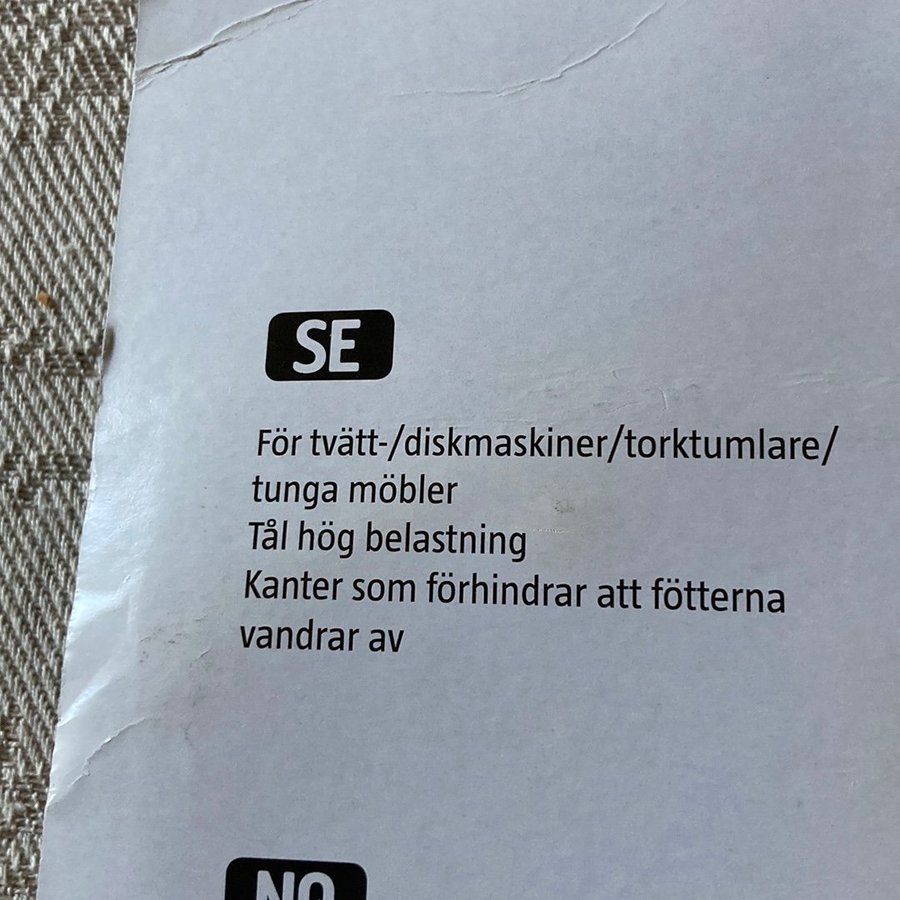 SE
För tvätt-/diskmaskiner/torktumlare/
tunga möbler
Tål hög belastning
Kanter som förhindrar att fötterna
vandrar av
NO